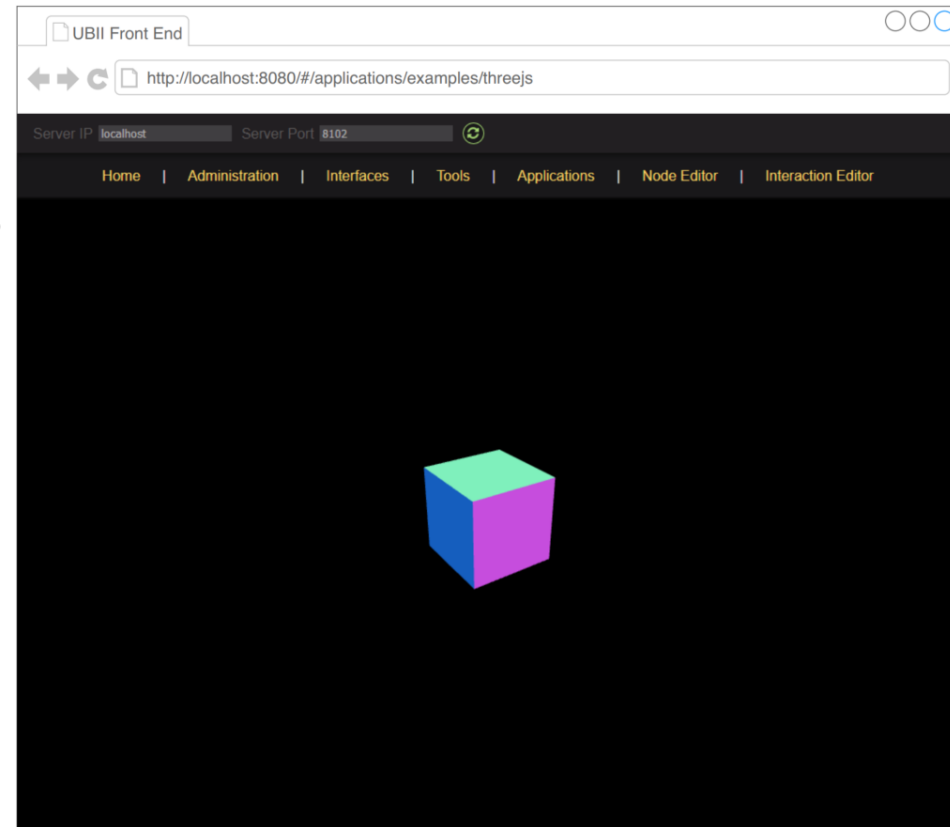 UBII Front End
http://localhost:8080/#/applications/examples/threejs
Server IP localhost Server Port 8102
Home | Administration | Interfaces | Tools | Applications | Node Editor | Interaction Editor